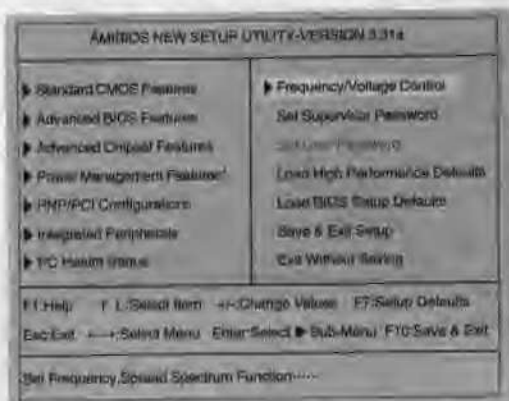 AMIBIOS NEW SETUP UTILITY-VERSION 3.31a
▶ Standard CMOS Features
▶ Advanced BIOS Features
▶ Advanced Chipset Features
▶ Power Management Features
▶ PNP/PCI Configurations
▶ Integrated Peripherals
▶ PC Health Status
▶ Frequency/Voltage Control
Set Supervisor Password
Set User Password
Load High Performance Defaults
Load BIOS Setup Defaults
Save & Exit Setup
Exit Without Saving
F1:Help :Select Item +/-:Change Values F7:Setup Defaults
Esc:Exit ←→:Select Menu Enter:Select ▶ Sub-Menu F10:Save & Exit
Set Frequency,Spread Spectrum Function······